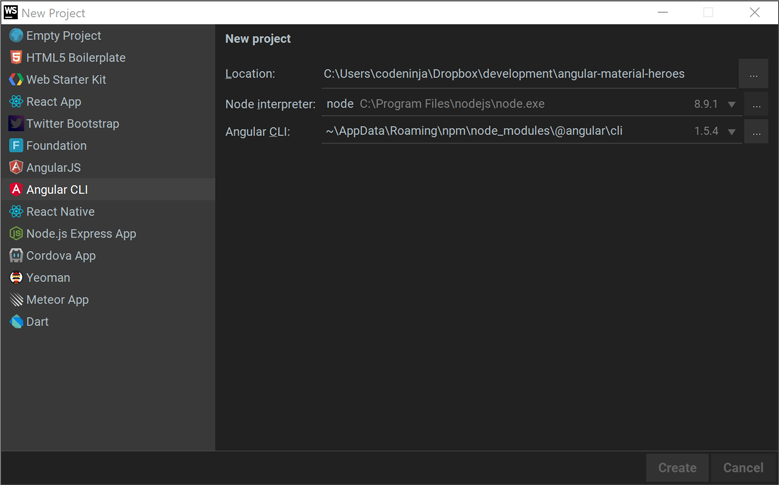 WS New Project
Empty Project
HTML5 Boilerplate
Web Starter Kit
React App
Twitter Bootstrap
Foundation
AngularJS
Angular CLI
React Native
Node.js Express App
Cordova App
Yeoman
Meteor App
Dart
New project
Location: C:\Users\codeninja\Dropbox\development\angular-material-heroes ...
Node interpreter: node C:\Program Files\nodejs\node.exe 8.9.1 ...
Angular CLI: ~\AppData\Roaming\npm\node_modules\@angular\cli 1.5.4 ...
Create Cancel